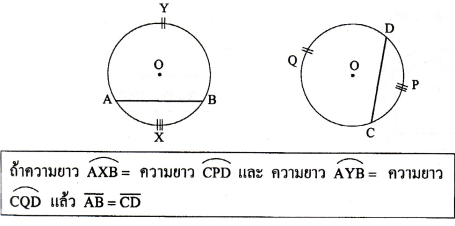 Y
O
A B
X
D
Q
O
P
C
ถ้าความยาว AXB = ความยาว CPD และ ความยาว AYB = ความยาว
CQD แล้ว AB = CD